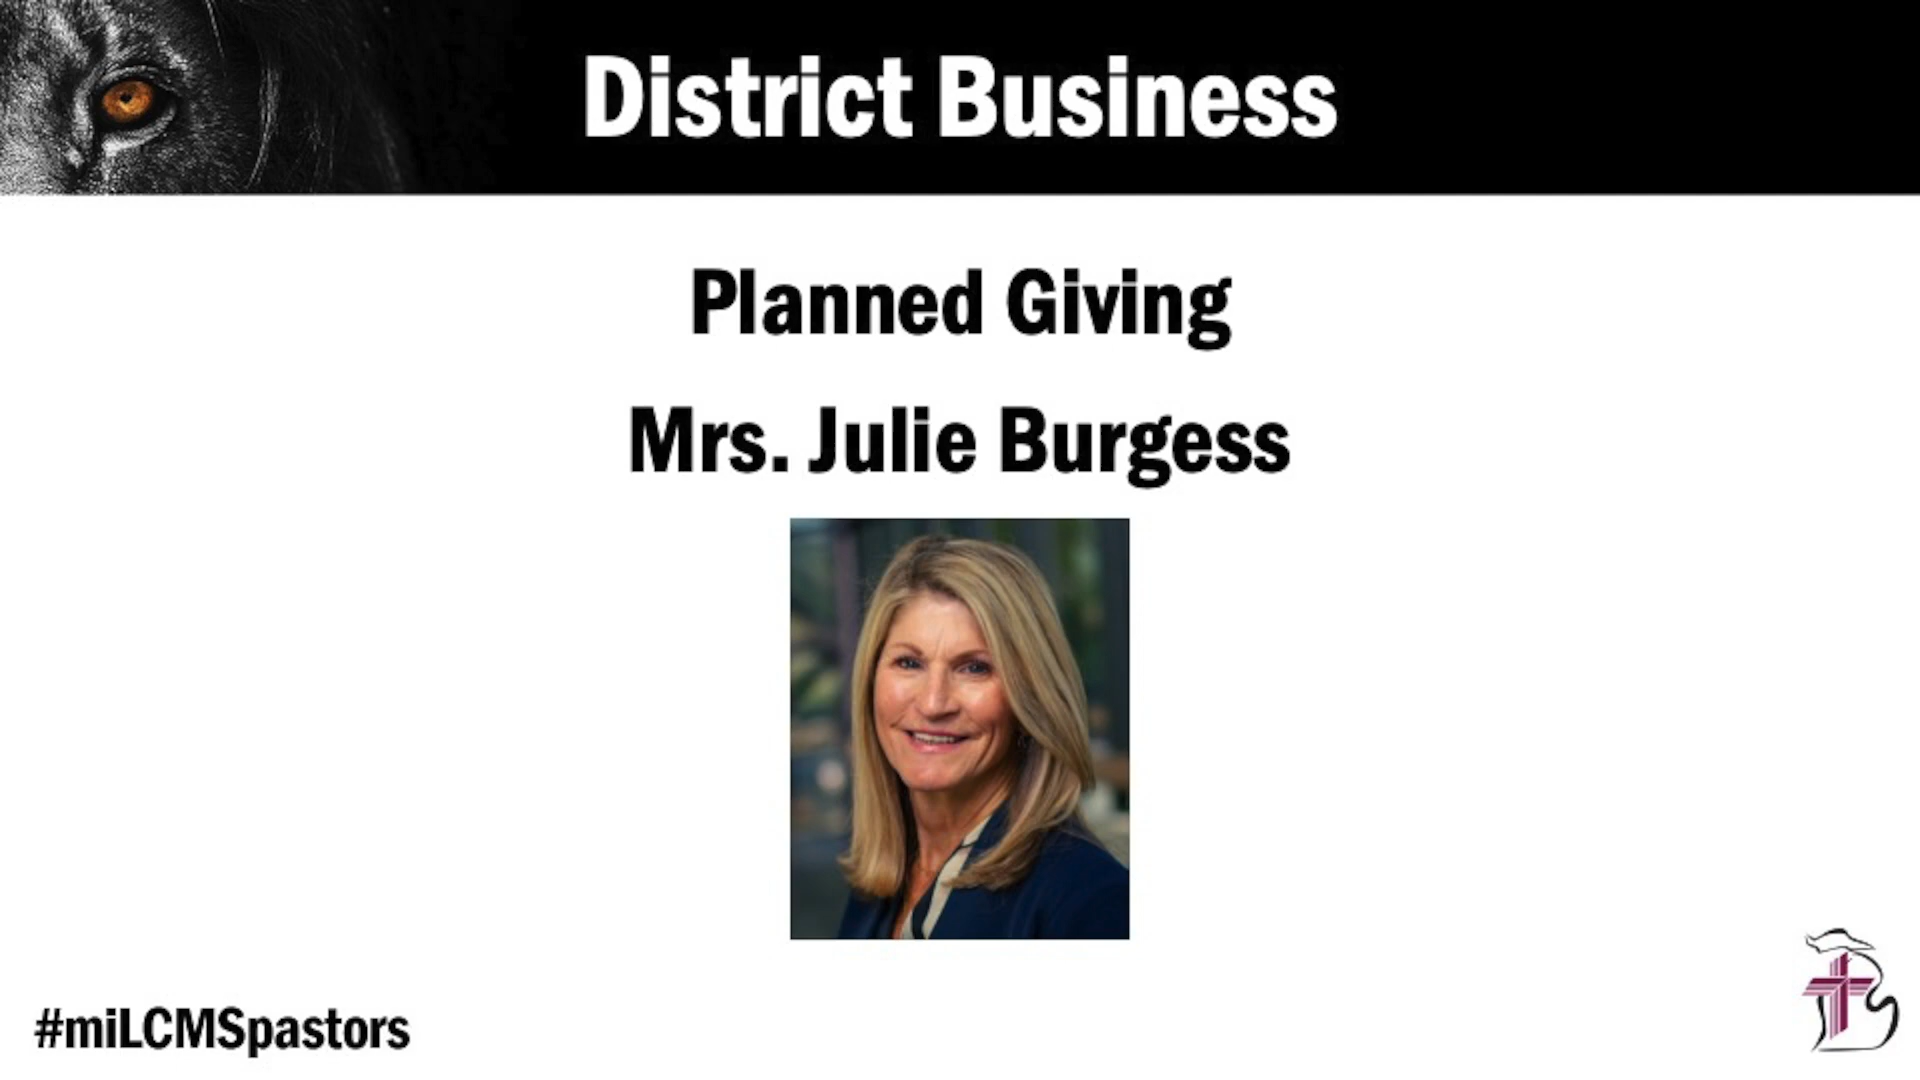 District Business
Planned Giving
Mrs. Julie Burgess
#miLCMSpastors